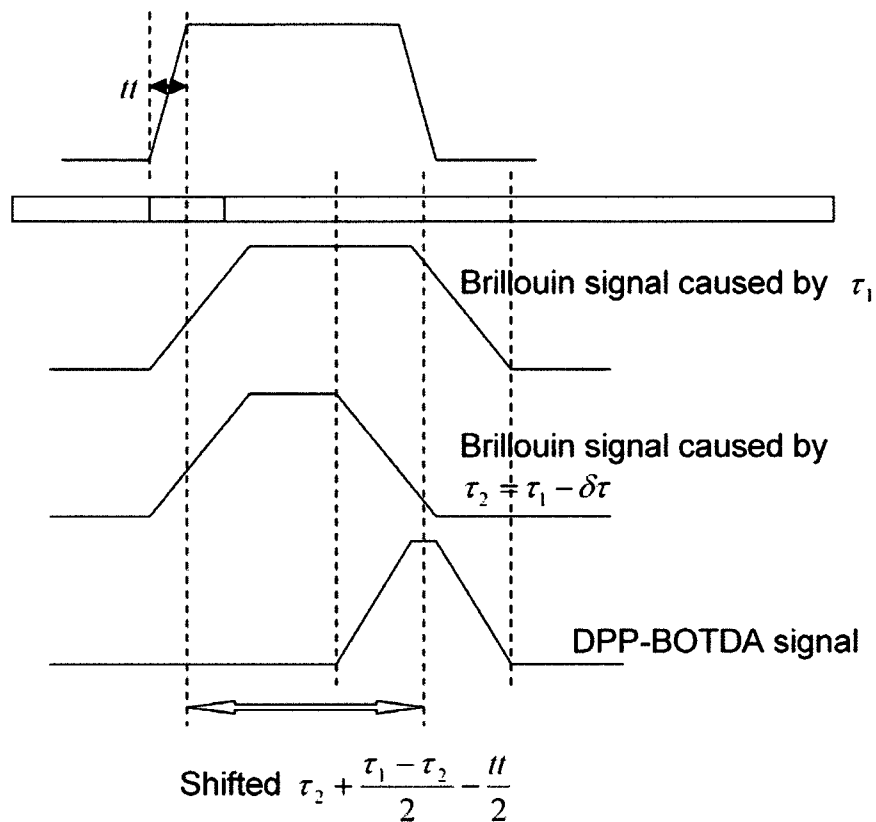 tt
Brillouin signal caused by τ₁
Brillouin signal caused by
τ₂ = τ₁ − δτ
DPP-BOTDA signal
Shifted τ₂ + (τ₁ − τ₂)/2 − tt/2